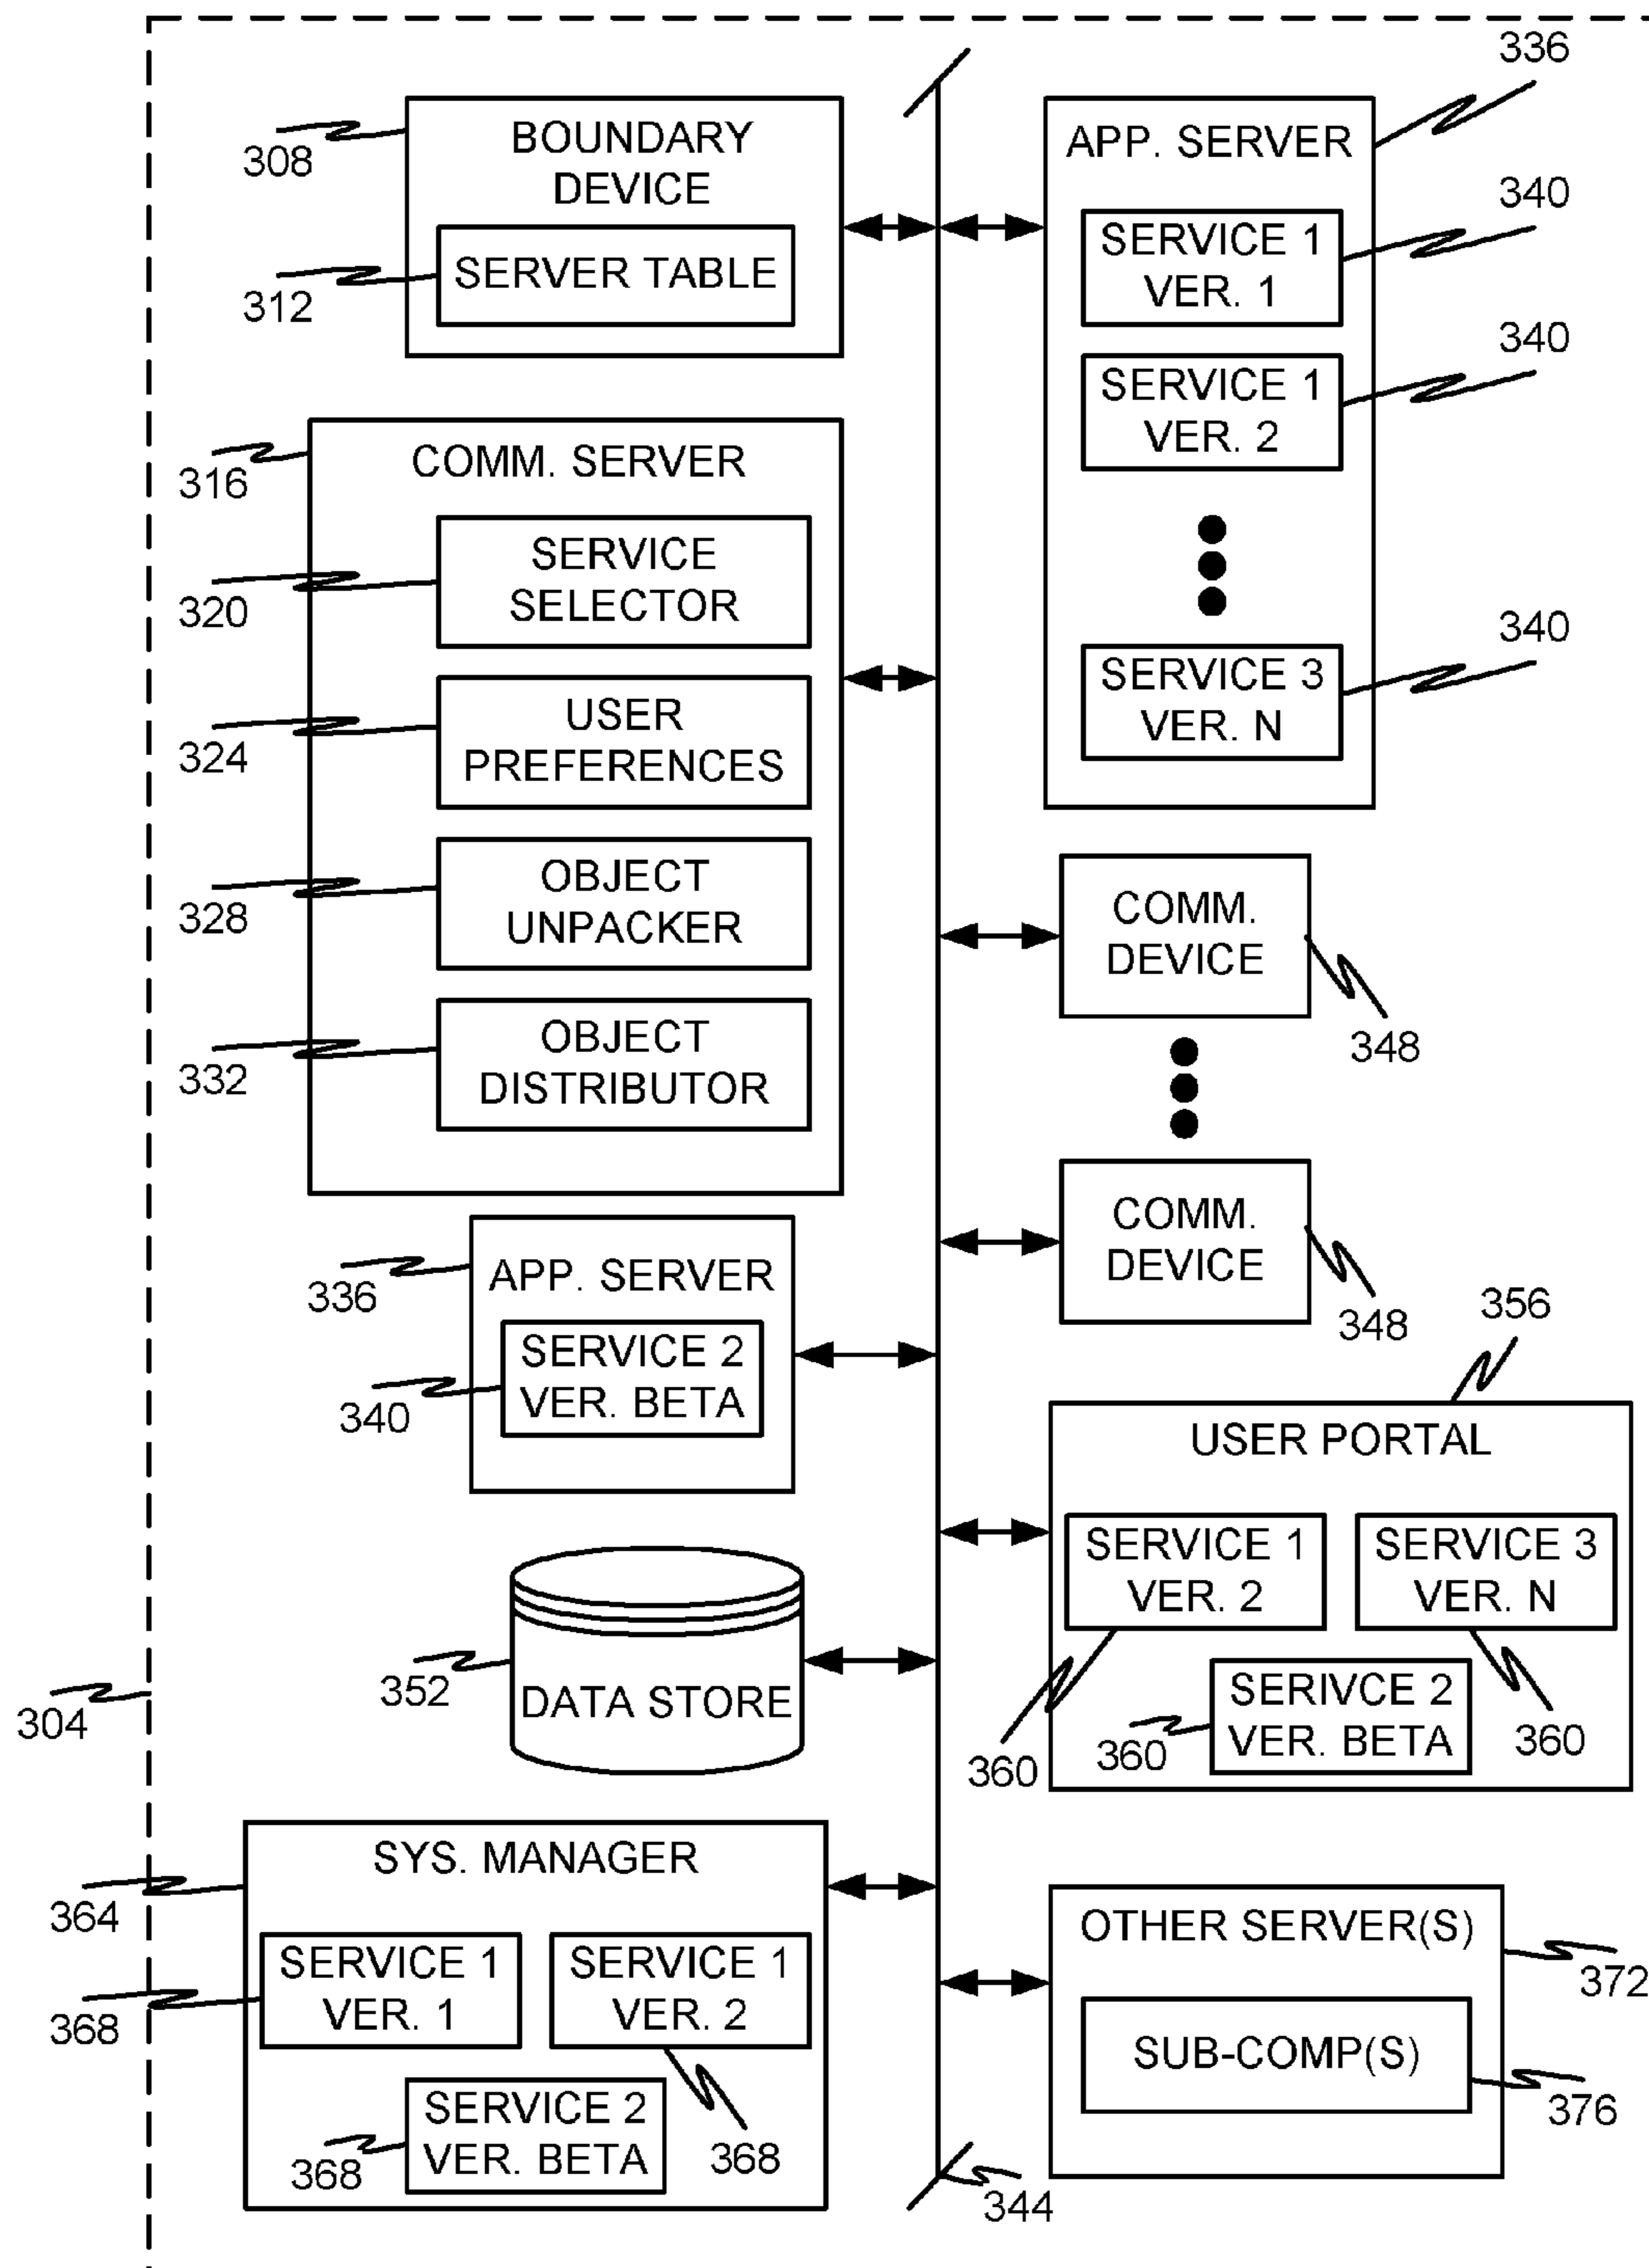 308
BOUNDARY
DEVICE
312
SERVER TABLE
316
COMM. SERVER
320
SERVICE
SELECTOR
324
USER
PREFERENCES
328
OBJECT
UNPACKER
332
OBJECT
DISTRIBUTOR
336
APP. SERVER
340
SERVICE 2
VER. BETA
352
DATA STORE
304
364
SYS. MANAGER
368
SERVICE 1
VER. 1
SERVICE 1
VER. 2
368
368
SERVICE 2
VER. BETA
344
336
APP. SERVER
340
SERVICE 1
VER. 1
340
SERVICE 1
VER. 2
340
SERVICE 3
VER. N
COMM.
DEVICE
348
COMM.
DEVICE
348
356
USER PORTAL
SERVICE 1
VER. 2
SERVICE 3
VER. N
360
360
SERIVCE 2
VER. BETA
360
OTHER SERVER(S)
372
SUB-COMP(S)
376